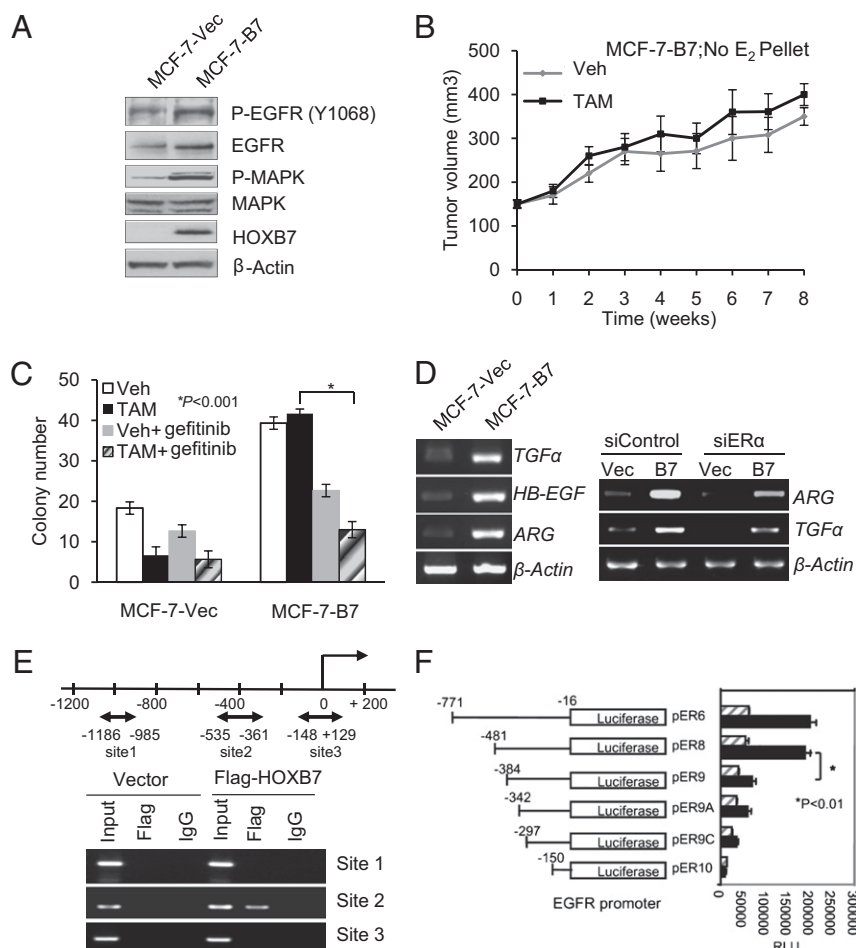 A
MCF-7-Vec
MCF-7-B7
P-EGFR (Y1068)
EGFR
P-MAPK
MAPK
HOXB7
β-Actin
B
MCF-7-B7;No E2 Pellet
Veh
TAM
Tumor volume (mm3)
500
400
300
200
100
0
0 1 2 3 4 5 6 7 8
Time (weeks)
C
Veh
TAM
Veh+ gefitinib
TAM+ gefitinib
*P<0.001
*
Colony number
50
40
30
20
10
0
MCF-7-Vec
MCF-7-B7
D
MCF-7-Vec
MCF-7-B7
TGFα
HB-EGF
ARG
β-Actin
siControl siERα
Vec B7 Vec B7
ARG
TGFα
β-Actin
E
-1200 -800 -400 0 + 200
-1186 -985 -535 -361 -148 +129
site1 site2 site3
Vector Flag-HOXB7
Input Flag IgG Input Flag IgG
Site 1
Site 2
Site 3
F
-771 -16
Luciferase pER6
-481
Luciferase pER8
-384
Luciferase pER9
-342
Luciferase pER9A
-297
Luciferase pER9C
-150
Luciferase pER10
EGFR promoter
*
*P<0.01
0
50000
100000
150000
200000
250000
RLU